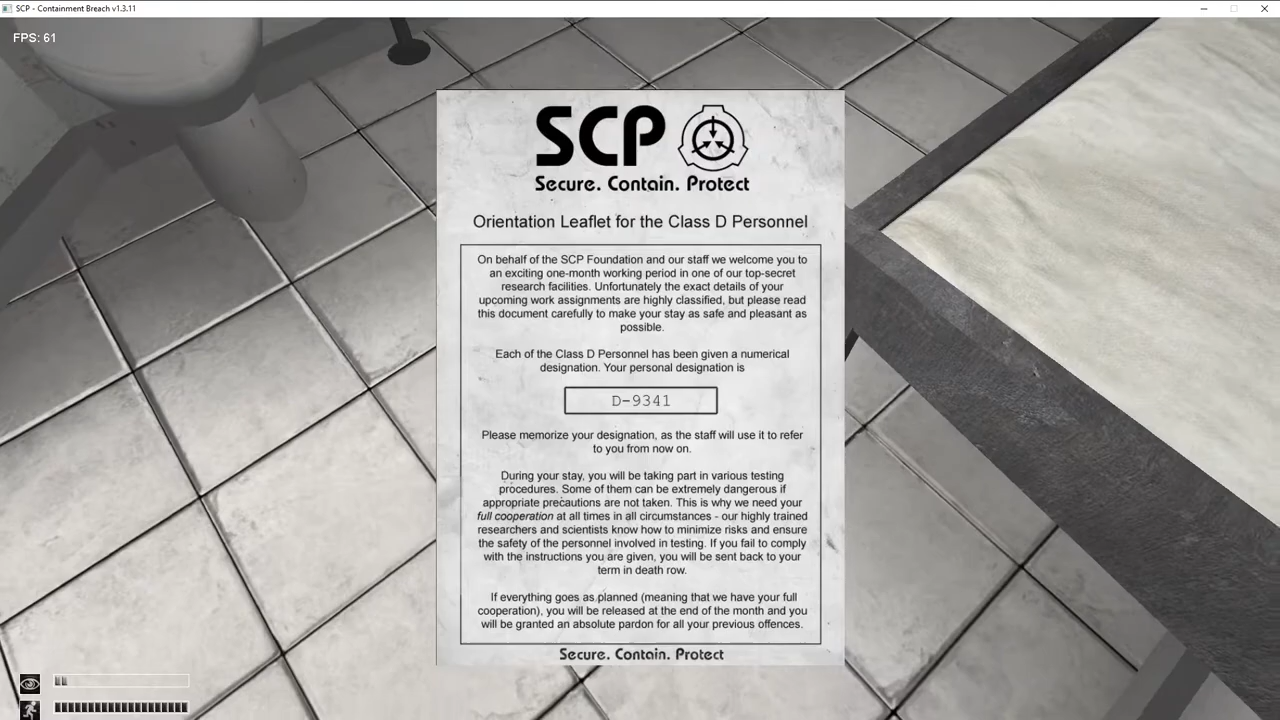 SCP - Containment Breach v1.3.11
FPS: 61
SCP
Secure. Contain. Protect
Orientation Leaflet for the Class D Personnel
On behalf of the SCP Foundation and our staff we welcome you to
an exciting one-month working period in one of our top-secret
research facilities. Unfortunately the exact details of your
upcoming work assignments are highly classified, but please read
this document carefully to make your stay as safe and pleasant as
possible.
Each of the Class D Personnel has been given a numerical
designation. Your personal designation is
D-9341
Please memorize your designation, as the staff will use it to refer
to you from now on.
During your stay, you will be taking part in various testing
procedures. Some of them can be extremely dangerous if
appropriate precautions are not taken. This is why we need your
full cooperation at all times in all circumstances - our highly trained
researchers and scientists know how to minimize risks and ensure
the safety of the personnel involved in testing. If you fail to comply
with the instructions you are given, you will be sent back to your
term in death row.
If everything goes as planned (meaning that we have your full
cooperation), you will be released at the end of the month and you
will be granted an absolute pardon for all your previous offences.
Secure. Contain. Protect